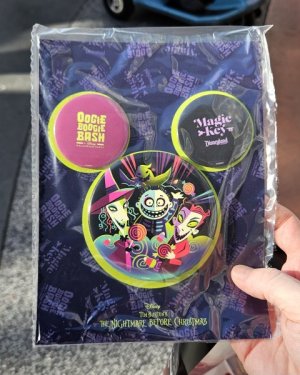 OOGIE
BOOGIE
BASH
Magic
Key
Disneyland
Disney
Tim Burton's
THE NIGHTMARE BEFORE CHRISTMAS